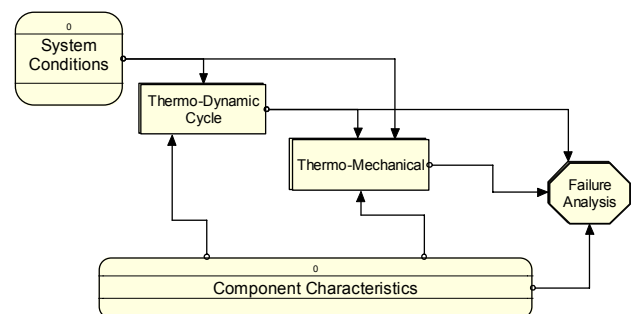 0
System
Conditions
Thermo-Dynamic
Cycle
Thermo-Mechanical
Failure
Analysis
0
Component Characteristics